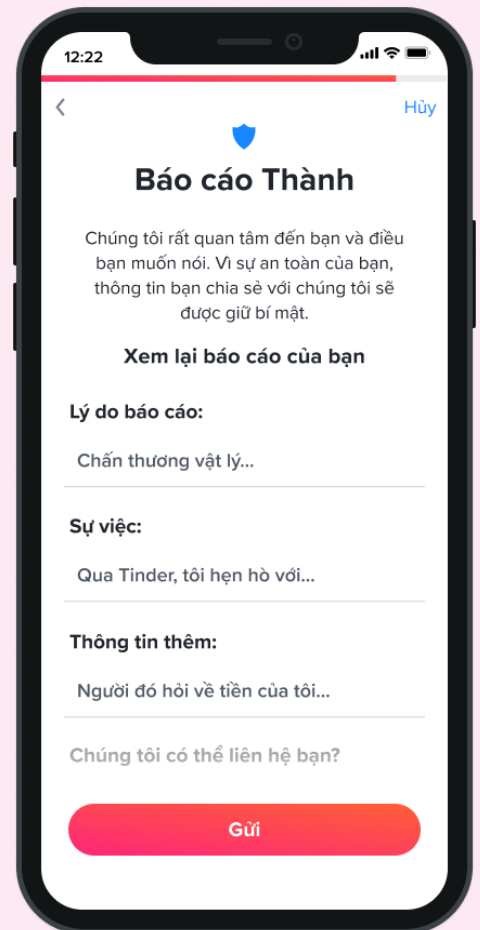 12:22
Hủy
Báo cáo Thành
Chúng tôi rất quan tâm đến bạn và điều
bạn muốn nói. Vì sự an toàn của bạn,
thông tin bạn chia sẻ với chúng tôi sẽ
được giữ bí mật.
Xem lại báo cáo của bạn
Lý do báo cáo:
Chấn thương vật lý...
Sự việc:
Qua Tinder, tôi hẹn hò với...
Thông tin thêm:
Người đó hỏi về tiền của tôi...
Chúng tôi có thể liên hệ bạn?
Gửi